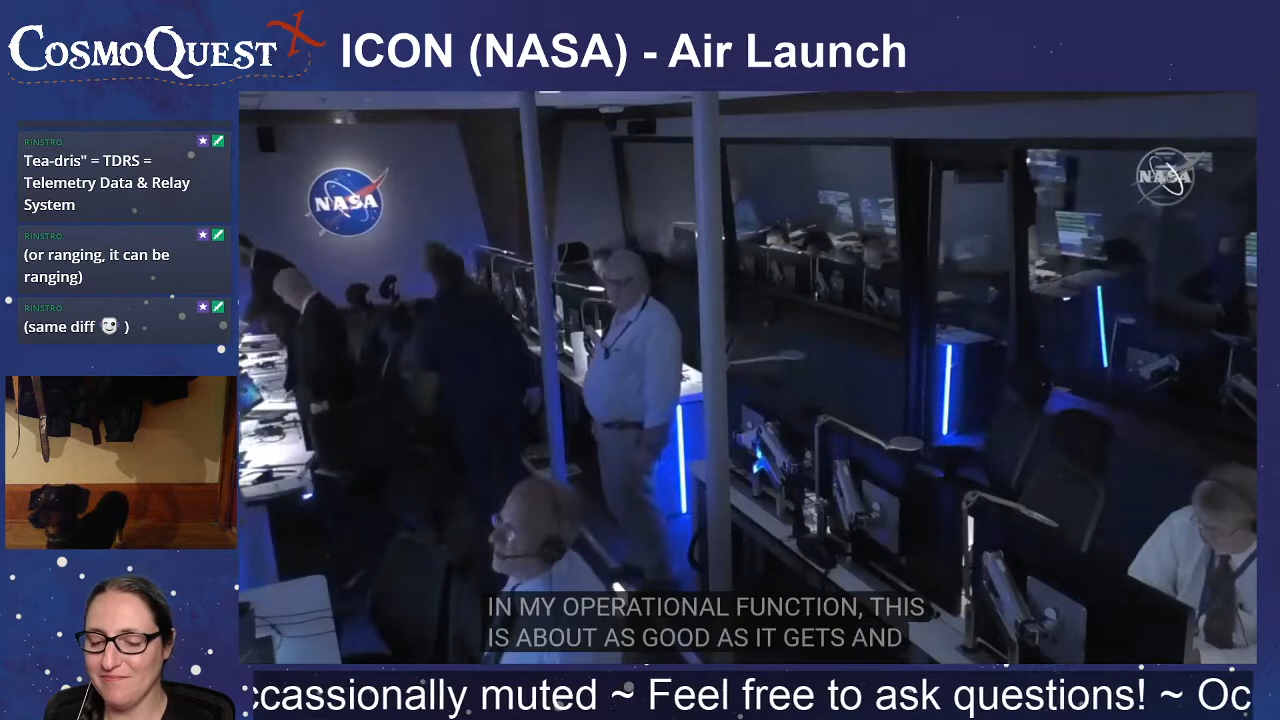 CosmoQuest X
ICON (NASA) - Air Launch
RINSTRO
Tea-dris" = TDRS =
Telemetry Data & Relay
System
RINSTRO
(or ranging, it can be
ranging)
RINSTRO
(same diff )
NASA
NASA
IN MY OPERATIONAL FUNCTION, THIS
IS ABOUT AS GOOD AS IT GETS AND
ccassionally muted ~ Feel free to ask questions! ~ Oc